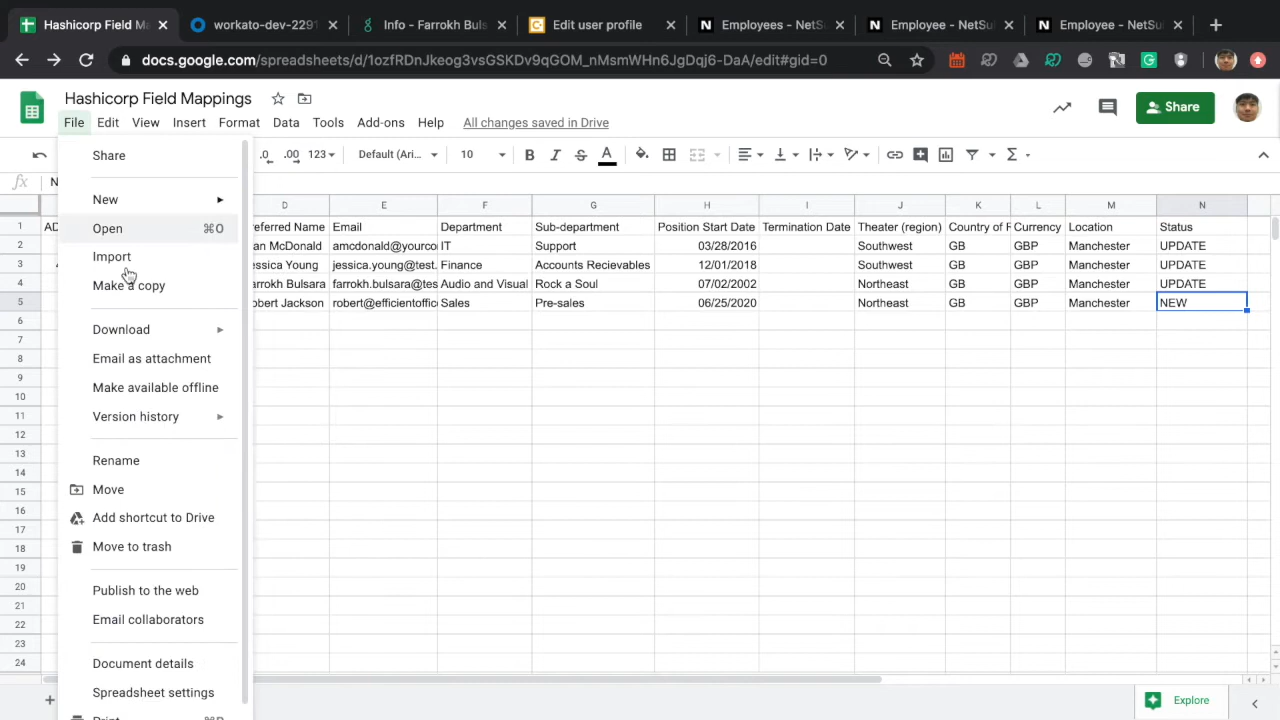 Hashicorp Field Map
workato-dev-2291
Info - Farrokh Buls
Edit user profile
Employees - NetSu
Employee - NetSui
Employee - NetSui
docs.google.com/spreadsheets/d/1ozfRDnJkeog3vsGSKDv9qGOM_nMsmWHn6JgDqj6-DaA/edit#gid=0
Hashicorp Field Mappings
Share
File Edit View Insert Format Data Tools Add-ons Help All changes saved in Drive
.0 .00 123 Default (Ari... 10 B I S A
fx N
D E F G H I J K L M N
1 AD referred Name Email Department Sub-department Position Start Date Termination Date Theater (region) Country of R Currency Location Status
2 an McDonald amcdonald@yourco IT Support 03/28/2016 Southwest GB GBP Manchester UPDATE
3 essica Young jessica.young@test. Finance Accounts Recievables 12/01/2018 Southwest GB GBP Manchester UPDATE
4 arrokh Bulsara farrokh.bulsara@tes Audio and Visual Rock a Soul 07/02/2002 Northeast GB GBP Manchester UPDATE
5 obert Jackson robert@efficientoffic Sales Pre-sales 06/25/2020 Northeast GB GBP Manchester NEW
6
7
8
9
10
11
12
13
14
15
16
17
18
19
20
21
22
23
24
Share
New
Open ⌘O
Import
Make a copy
Download
Email as attachment
Make available offline
Version history
Rename
Move
Add shortcut to Drive
Move to trash
Publish to the web
Email collaborators
Document details
Spreadsheet settings
Print ⌘P
Explore